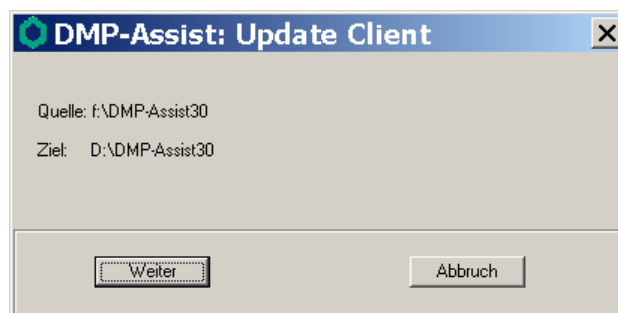 DMP-Assist: Update Client
Quelle: f:\DMP-Assist30
Ziel: D:\DMP-Assist30
Weiter Abbruch